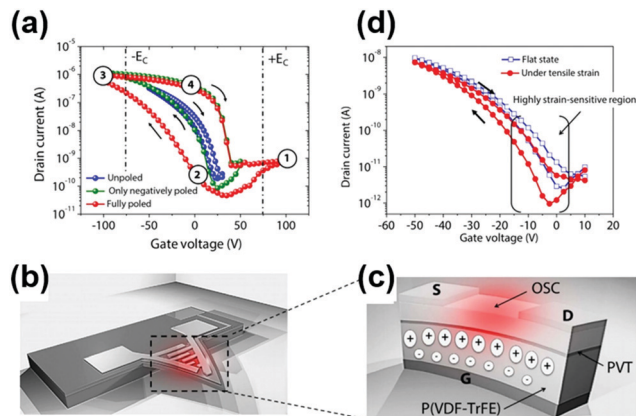 (a)
Drain current (A)
10⁻⁵
10⁻⁶
10⁻⁷
10⁻⁸
10⁻⁹
10⁻¹⁰
10⁻¹¹
-E_C
+E_C
3
4
2
1
Unpoled
Only negatively poled
Fully poled
-100 -50 0 50 100
Gate voltage (V)
(d)
Drain current (A)
10⁻⁸
10⁻⁹
10⁻¹⁰
10⁻¹¹
10⁻¹²
Flat state
Under tensile strain
Highly strain-sensitive region
-50 -40 -30 -20 -10 0 10
Gate voltage (V)
(b)
(c)
S
OSC
D
PVT
G
P(VDF-TrFE)